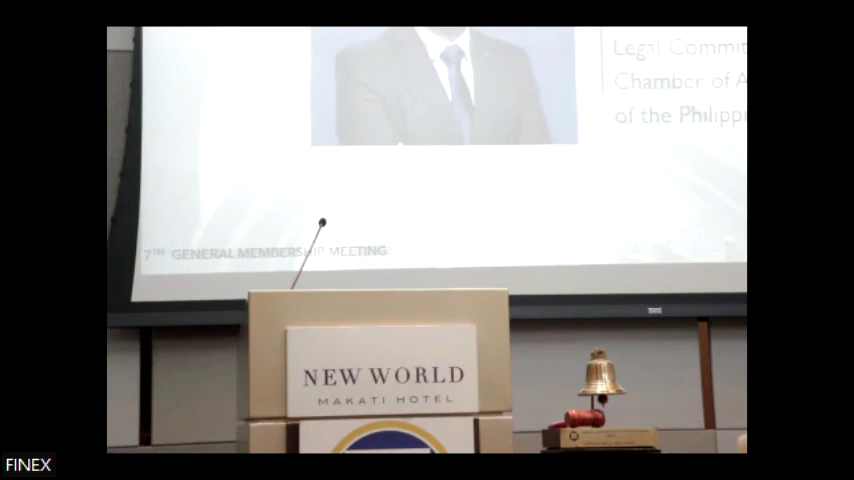 Legal Commit
Chamber of A
of the Philipp
7TH GENERAL MEMBERSHIP MEETING
NEW WORLD
MAKATI HOTEL
FINEX